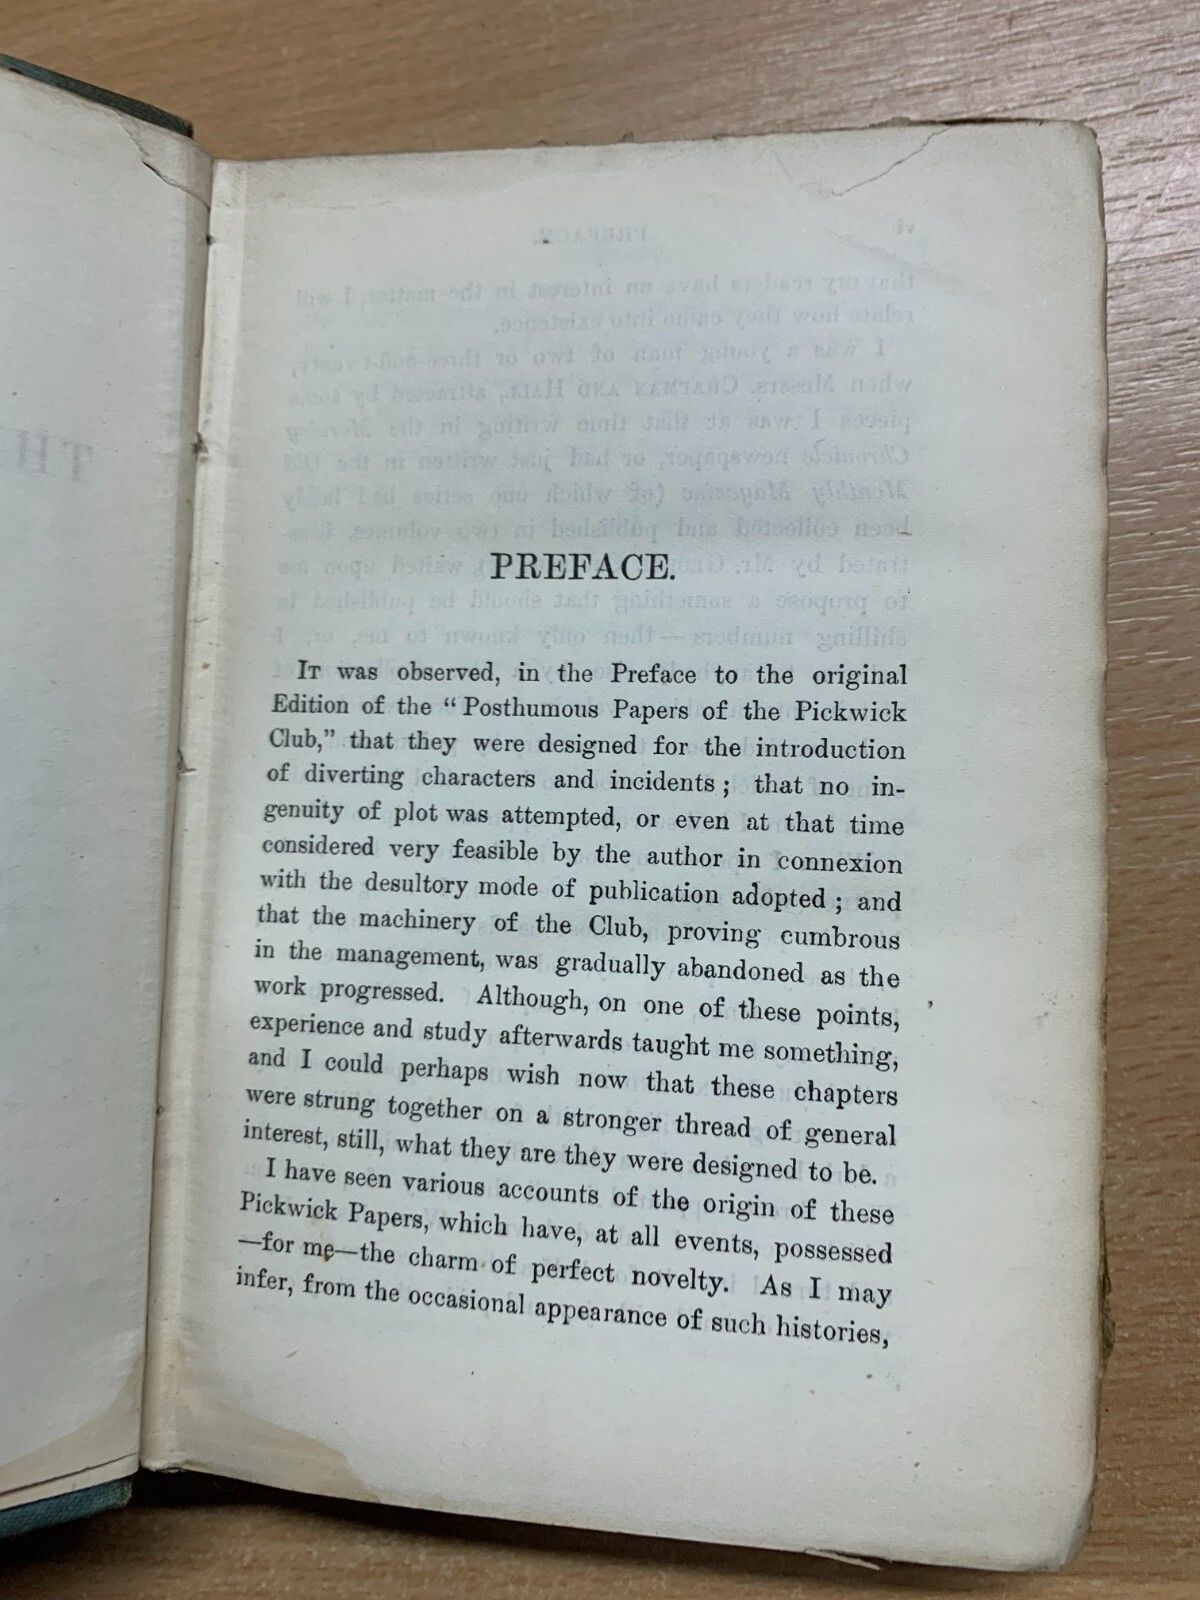 PREFACE.
IT was observed, in the Preface to the original
Edition of the “Posthumous Papers of the Pickwick
Club,” that they were designed for the introduction
of diverting characters and incidents; that no in-
genuity of plot was attempted, or even at that time
considered very feasible by the author in connexion
with the desultory mode of publication adopted; and
that the machinery of the Club, proving cumbrous
in the management, was gradually abandoned as the
work progressed. Although, on one of these points,
experience and study afterwards taught me something,
and I could perhaps wish now that these chapters
were strung together on a stronger thread of general
interest, still, what they are they were designed to be.
I have seen various accounts of the origin of these
Pickwick Papers, which have, at all events, possessed
—for me—the charm of perfect novelty. As I may
infer, from the occasional appearance of such histories,